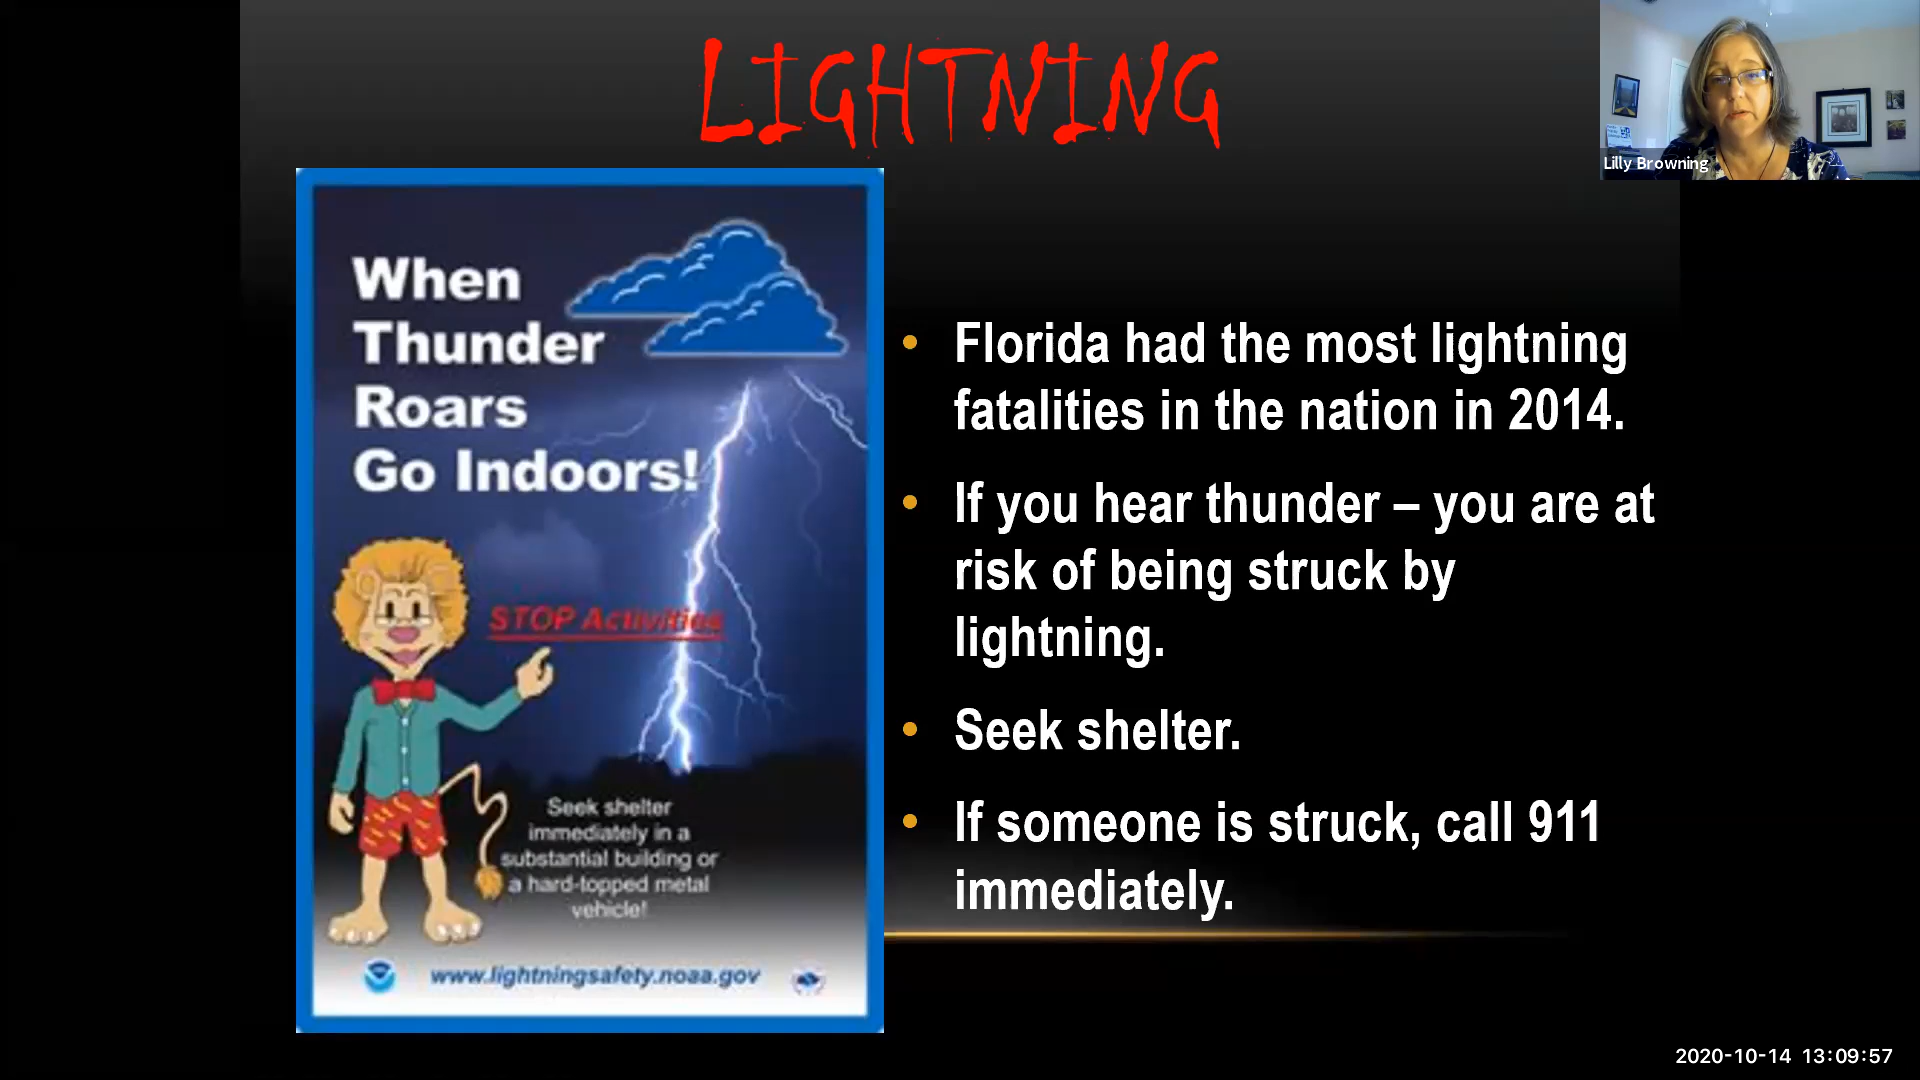 LIGHTNING
Lilly Browning
When
Thunder
Roars
Go Indoors!
STOP Activities
Seek shelter
immediately in a
substantial building or
a hard-topped metal
vehicle!
www.lightningsafety.noaa.gov
• Florida had the most lightning
fatalities in the nation in 2014.
• If you hear thunder – you are at
risk of being struck by
lightning.
• Seek shelter.
• If someone is struck, call 911
immediately.
2020-10-14 13:09:57